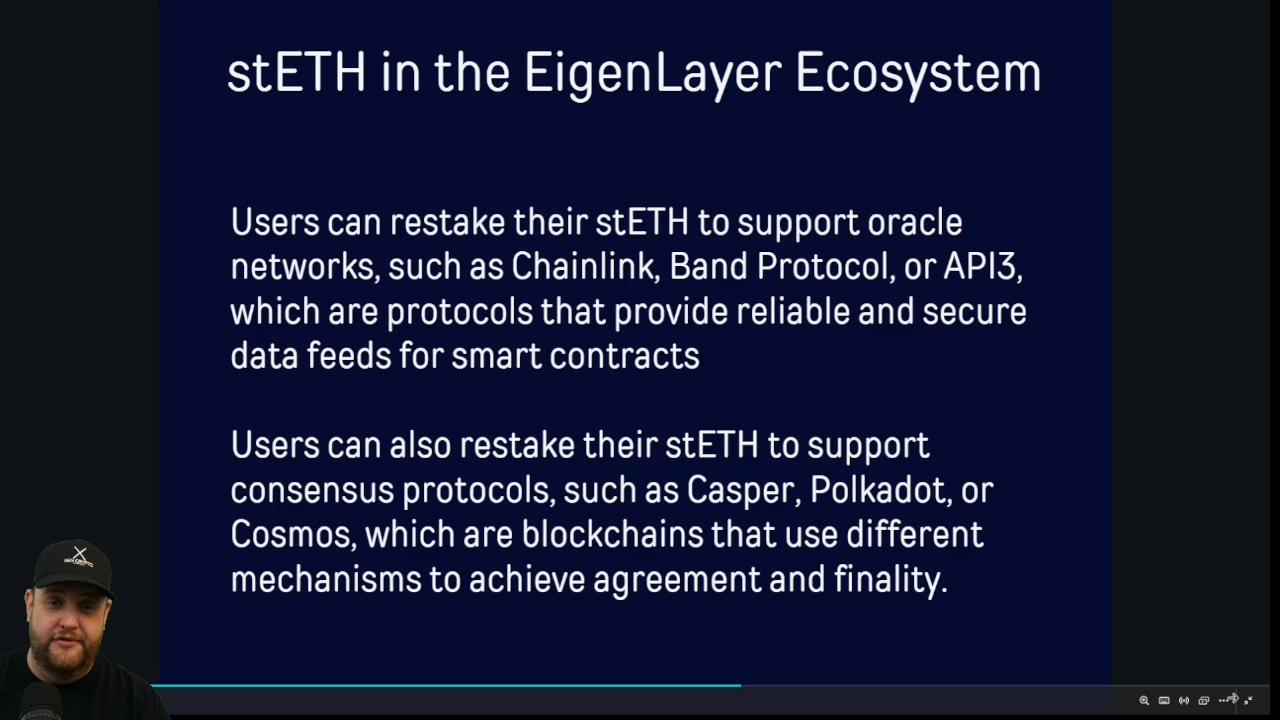 stETH in the EigenLayer Ecosystem
Users can restake their stETH to support oracle
networks, such as Chainlink, Band Protocol, or API3,
which are protocols that provide reliable and secure
data feeds for smart contracts
Users can also restake their stETH to support
consensus protocols, such as Casper, Polkadot, or
Cosmos, which are blockchains that use different
mechanisms to achieve agreement and finality.